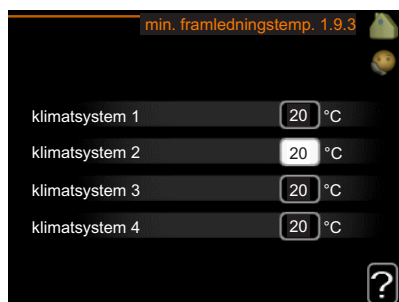 min. framledningstemp. 1.9.3
klimatsystem 1 20 °C
klimatsystem 2 20 °C
klimatsystem 3 20 °C
klimatsystem 4 20 °C
?